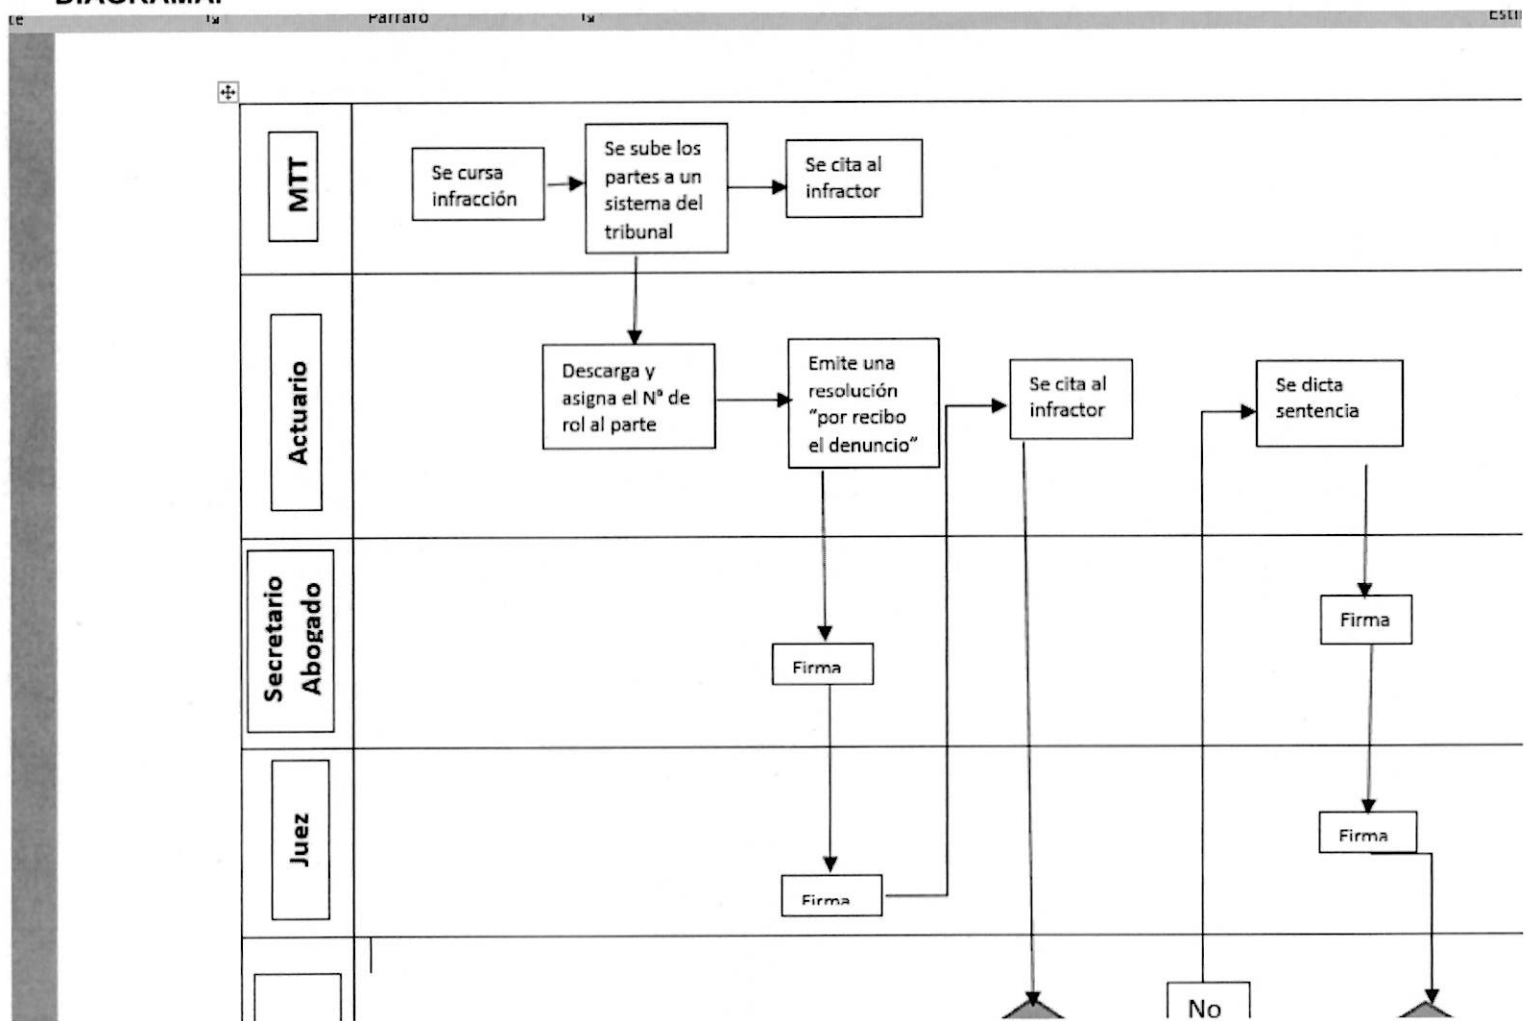 DIAGRAMA:
Párrafo
MTT
Se cursa
infracción
Se sube los
partes a un
sistema del
tribunal
Se cita al
infractor
Actuario
Descarga y
asigna el N° de
rol al parte
Emite una
resolución
“por recibo
el denuncio”
Se cita al
infractor
Se dicta
sentencia
Secretario
Abogado
Firma
Firma
Juez
Firma
Firma
No